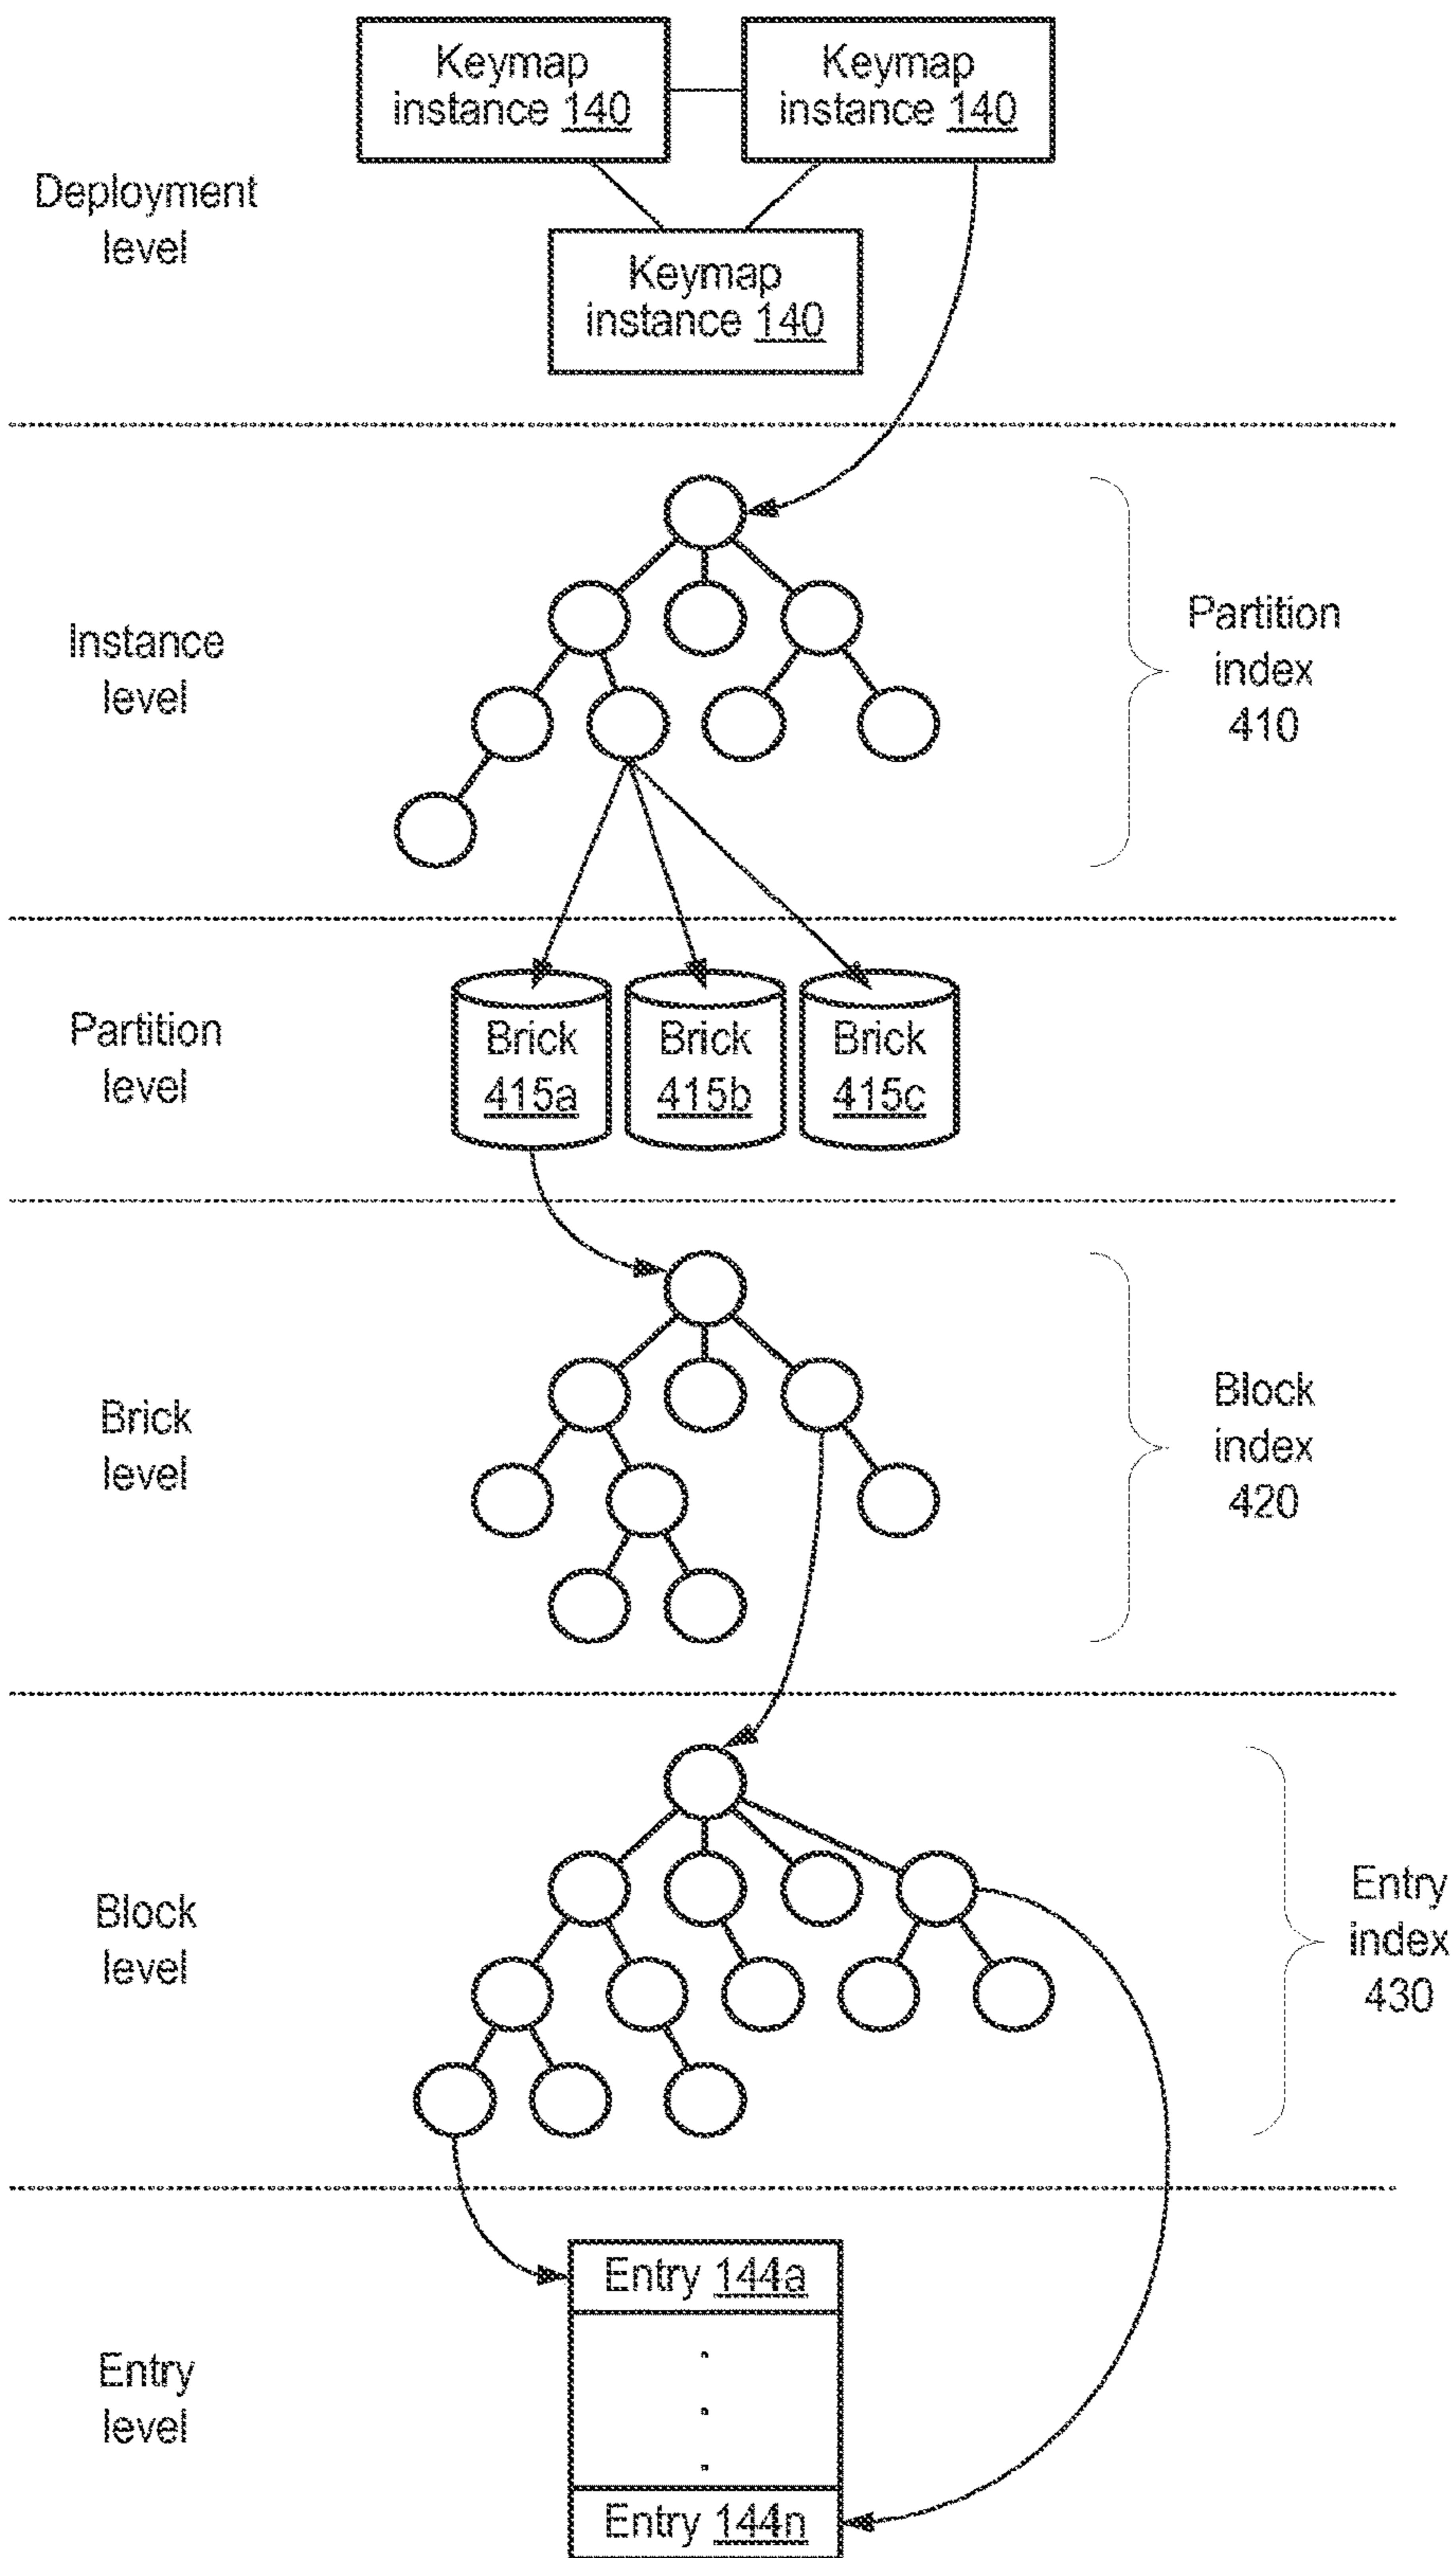 Keymap
instance 140
Keymap
instance 140
Deployment
level
Keymap
instance 140
Instance
level
Partition
index
410
Partition
level
Brick
415a
Brick
415b
Brick
415c
Brick
level
Block
index
420
Block
level
Entry
index
430
Entry
level
Entry 144a
.
.
.
Entry 144n